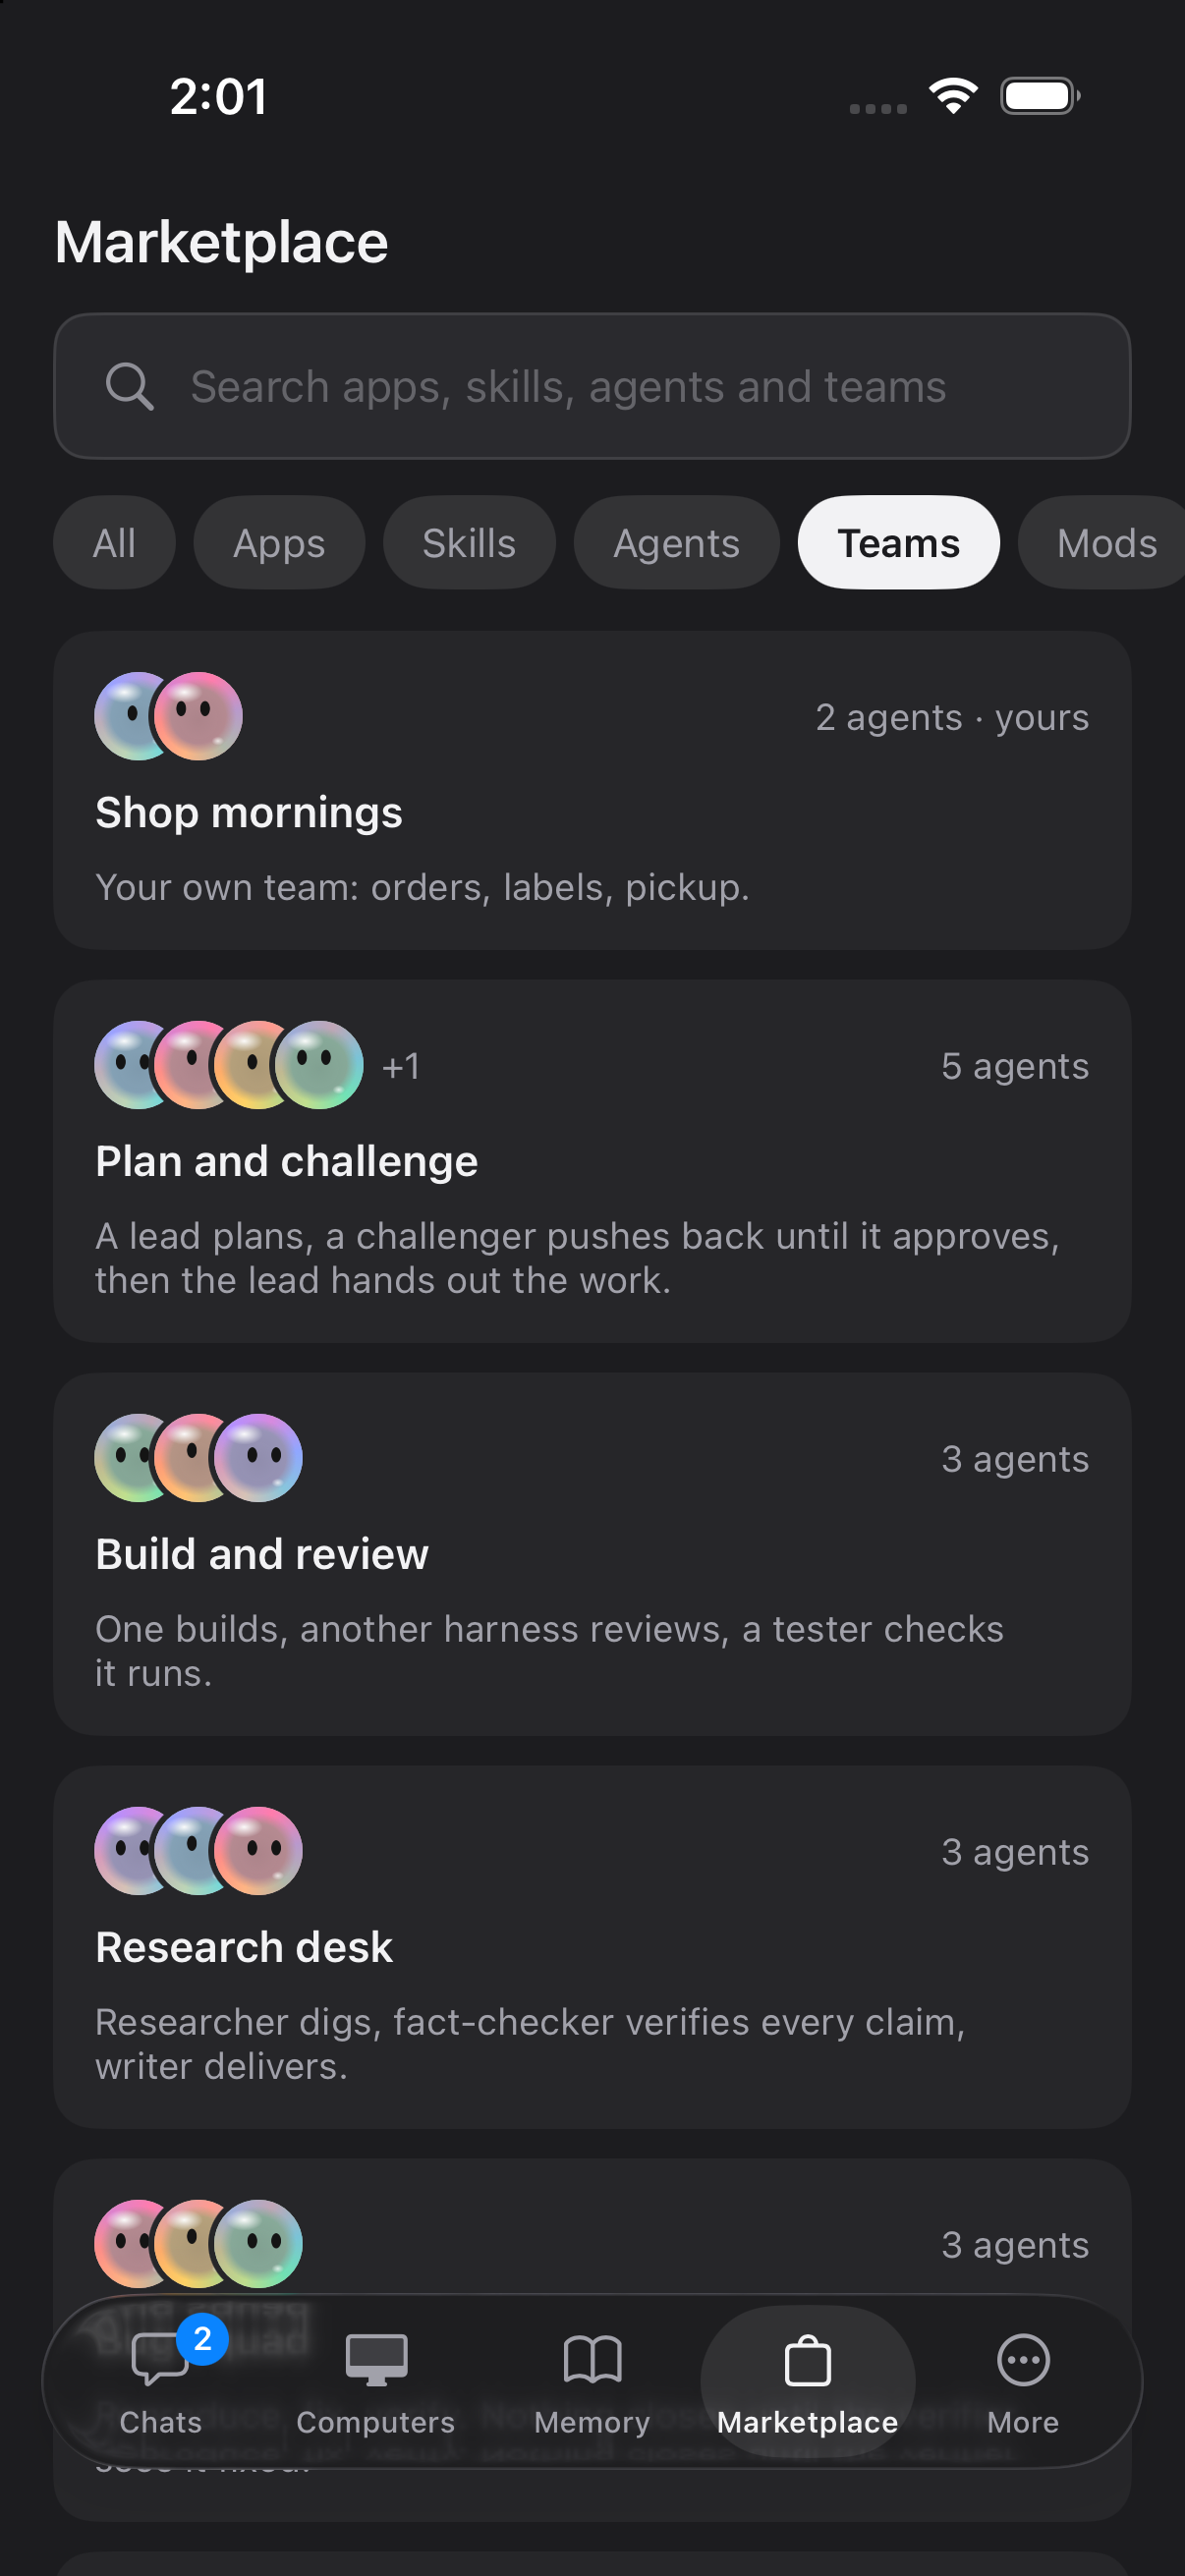 2:01
Marketplace
Search apps, skills, agents and teams
All
Apps
Skills
Agents
Teams
Mods
2 agents · yours
Shop mornings
Your own team: orders, labels, pickup.
+1
5 agents
Plan and challenge
A lead plans, a challenger pushes back until it approves,
then the lead hands out the work.
3 agents
Build and review
One builds, another harness reviews, a tester checks
it runs.
3 agents
Research desk
Researcher digs, fact-checker verifies every claim,
writer delivers.
3 agents
2
Chats
Computers
Memory
Marketplace
More